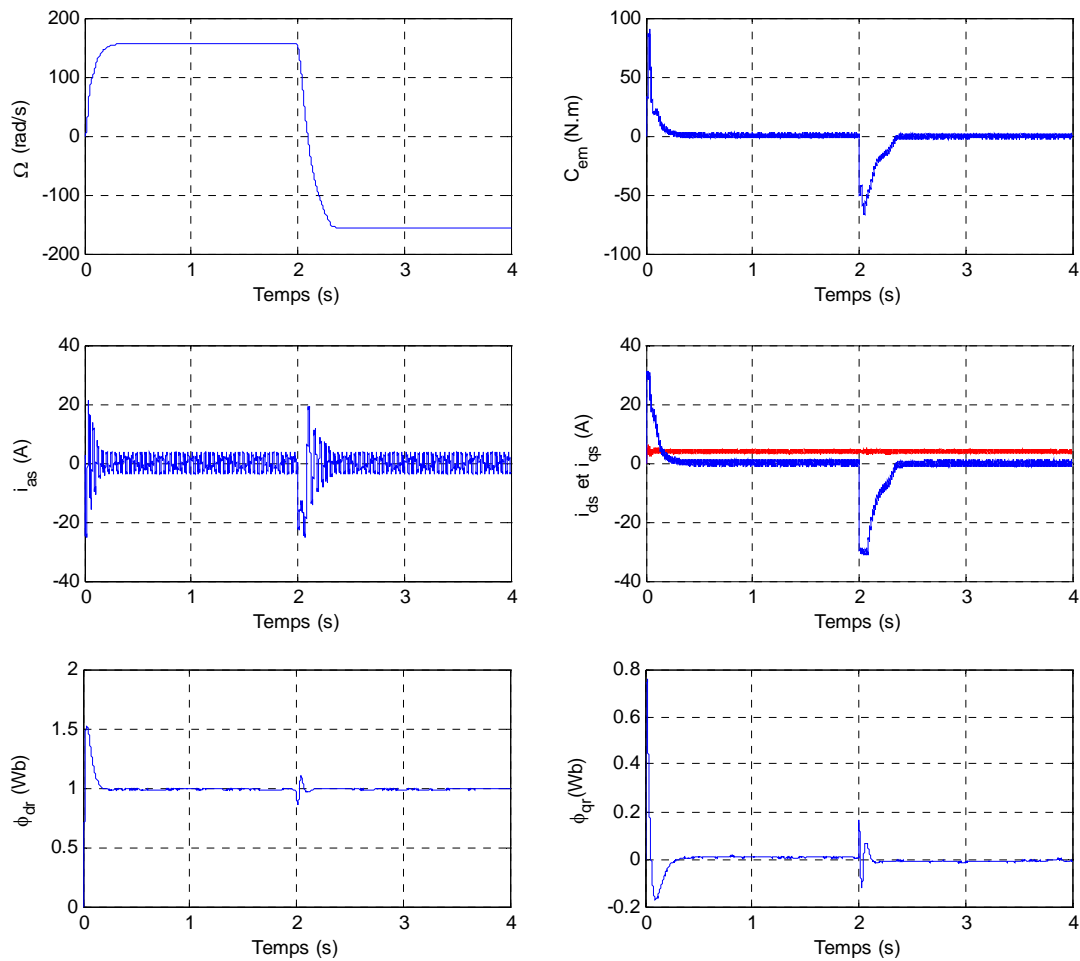 200
100
0
-100
-200
Ω (rad/s)
0 1 2 3 4
Temps (s)
100
50
0
-50
-100
C_em (N.m)
0 1 2 3 4
Temps (s)
40
20
0
-20
-40
i_as (A)
0 1 2 3 4
Temps (s)
40
20
0
-20
-40
i_ds et i_qs (A)
0 1 2 3 4
Temps (s)
2
1.5
1
0.5
0
ϕ_dr (Wb)
0 1 2 3 4
Temps (s)
0.8
0.6
0.4
0.2
0
-0.2
ϕ_qr (Wb)
0 1 2 3 4
Temps (s)